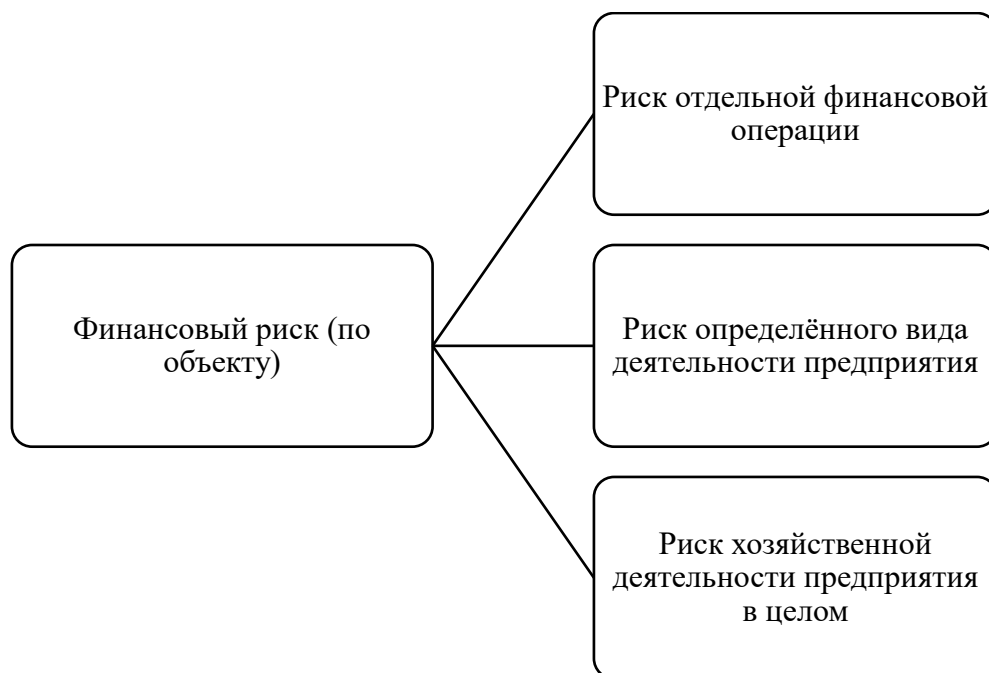 Риск отдельной финансовой
операции
Финансовый риск (по
объекту)
Риск определённого вида
деятельности предприятия
Риск хозяйственной
деятельности предприятия
в целом